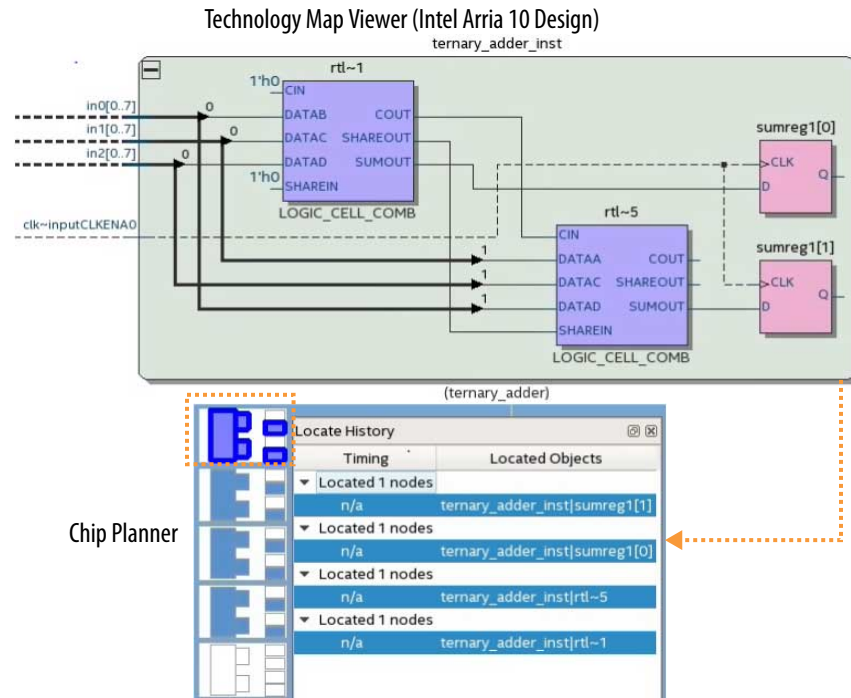 Technology Map Viewer (Intel Arria 10 Design)
ternary_adder_inst
rtl~1
1'h0
CIN
in0[0..7]
0
DATAB COUT
in1[0..7]
0
DATAC SHAREOUT
in2[0..7]
0
DATAD SUMOUT
1'h0
SHAREIN
LOGIC_CELL_COMB
sumreg1[0]
CLK
Q
D
clk~inputCLKENA0
rtl~5
CIN
1
DATAA COUT
1
DATAC SHAREOUT
1
DATAD SUMOUT
SHAREIN
LOGIC_CELL_COMB
sumreg1[1]
CLK
Q
D
(ternary_adder)
Chip Planner
Locate History
Timing Located Objects
Located 1 nodes
n/a ternary_adder_inst|sumreg1[1]
Located 1 nodes
n/a ternary_adder_inst|sumreg1[0]
Located 1 nodes
n/a ternary_adder_inst|rtl~5
Located 1 nodes
n/a ternary_adder_inst|rtl~1